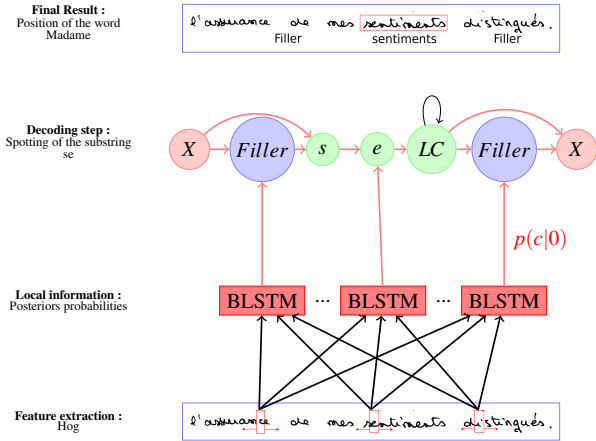 Final Result :
Position of the word
Madame
l'assurance de mes sentiments distingués.
Filler sentiments Filler
Decoding step :
Spotting of the substring
se
X Filler s e LC Filler X
p(c|0)
Local information :
Posteriors probabilities
BLSTM ... BLSTM ... BLSTM
Feature extraction :
Hog
l'assurance de mes sentiments distingués.